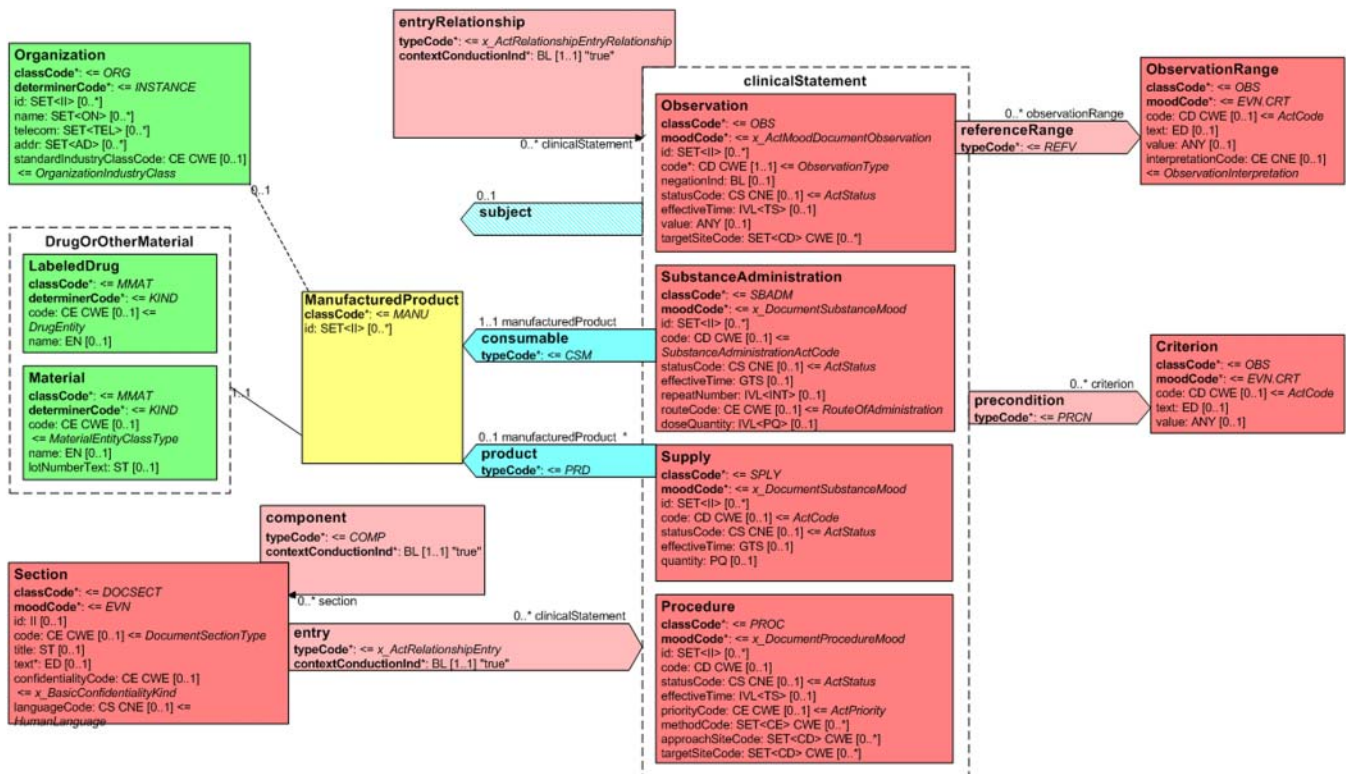 entryRelationship
typeCode*: <= x_ActRelationshipEntryRelationship
contextConductionInd*: BL [1..1] "true"
0..* clinicalStatement
Organization
classCode*: <= ORG
determinerCode*: <= INSTANCE
id: SET<II> [0..*]
name: SET<ON> [0..*]
telecom: SET<TEL> [0..*]
addr: SET<AD> [0..*]
standardIndustryClassCode: CE CWE [0..1]
<= OrganizationIndustryClass
0..1
DrugOrOtherMaterial
LabeledDrug
classCode*: <= MMAT
determinerCode*: <= KIND
code: CE CWE [0..1] <=
DrugEntity
name: EN [0..1]
Material
classCode*: <= MMAT
determinerCode*: <= KIND
code: CE CWE [0..1]
<= MaterialEntityClassType
name: EN [0..1]
lotNumberText: ST [0..1]
1..1
ManufacturedProduct
classCode*: <= MANU
id: SET<II> [0..*]
0..1
subject
1..1 manufacturedProduct
consumable
typeCode*: <= CSM
0..1 manufacturedProduct *
product
typeCode*: <= PRD
component
typeCode*: <= COMP
contextConductionInd*: BL [1..1] "true"
0..* section
Section
classCode*: <= DOCSECT
moodCode*: <= EVN
id: II [0..1]
code: CE CWE [0..1] <= DocumentSectionType
title: ST [0..1]
text*: ED [0..1]
confidentialityCode: CE CWE [0..1]
<= x_BasicConfidentialityKind
languageCode: CS CNE [0..1] <=
HumanLanguage
0..* clinicalStatement
entry
typeCode*: <= x_ActRelationshipEntry
contextConductionInd*: BL [1..1] "true"
clinicalStatement
Observation
classCode*: <= OBS
moodCode*: <= x_ActMoodDocumentObservation
id: SET<II> [0..*]
code*: CD CWE [1..1] <= ObservationType
negationInd: BL [0..1]
statusCode: CS CNE [0..1] <= ActStatus
effectiveTime: IVL<TS> [0..1]
value: ANY [0..1]
targetSiteCode: SET<CD> CWE [0..*]
SubstanceAdministration
classCode*: <= SBADM
moodCode*: <= x_DocumentSubstanceMood
id: SET<II> [0..*]
code: CD CWE [0..1] <=
SubstanceAdministrationActCode
statusCode: CS CNE [0..1] <= ActStatus
effectiveTime: GTS [0..1]
repeatNumber: IVL<INT> [0..1]
routeCode: CE CWE [0..1] <= RouteOfAdministration
doseQuantity: IVL<PQ> [0..1]
Supply
classCode*: <= SPLY
moodCode*: <= x_DocumentSubstanceMood
id: SET<II> [0..*]
code: CD CWE [0..1] <= ActCode
statusCode: CS CNE [0..1] <= ActStatus
effectiveTime: GTS [0..1]
quantity: PQ [0..1]
Procedure
classCode*: <= PROC
moodCode*: <= x_DocumentProcedureMood
id: SET<II> [0..*]
code: CD CWE [0..1]
statusCode: CS CNE [0..1] <= ActStatus
effectiveTime: IVL<TS> [0..1]
priorityCode: CE CWE [0..1] <= ActPriority
methodCode: SET<CE> CWE [0..*]
approachSiteCode: SET<CD> CWE [0..*]
targetSiteCode: SET<CD> CWE [0..*]
0..* observationRange
referenceRange
typeCode*: <= REFV
ObservationRange
classCode*: <= OBS
moodCode*: <= EVN.CRT
code: CD CWE [0..1] <= ActCode
text: ED [0..1]
value: ANY [0..1]
interpretationCode: CE CNE [0..1]
<= ObservationInterpretation
0..* criterion
precondition
typeCode*: <= PRCN
Criterion
classCode*: <= OBS
moodCode*: <= EVN.CRT
code: CD CWE [0..1] <= ActCode
text: ED [0..1]
value: ANY [0..1]